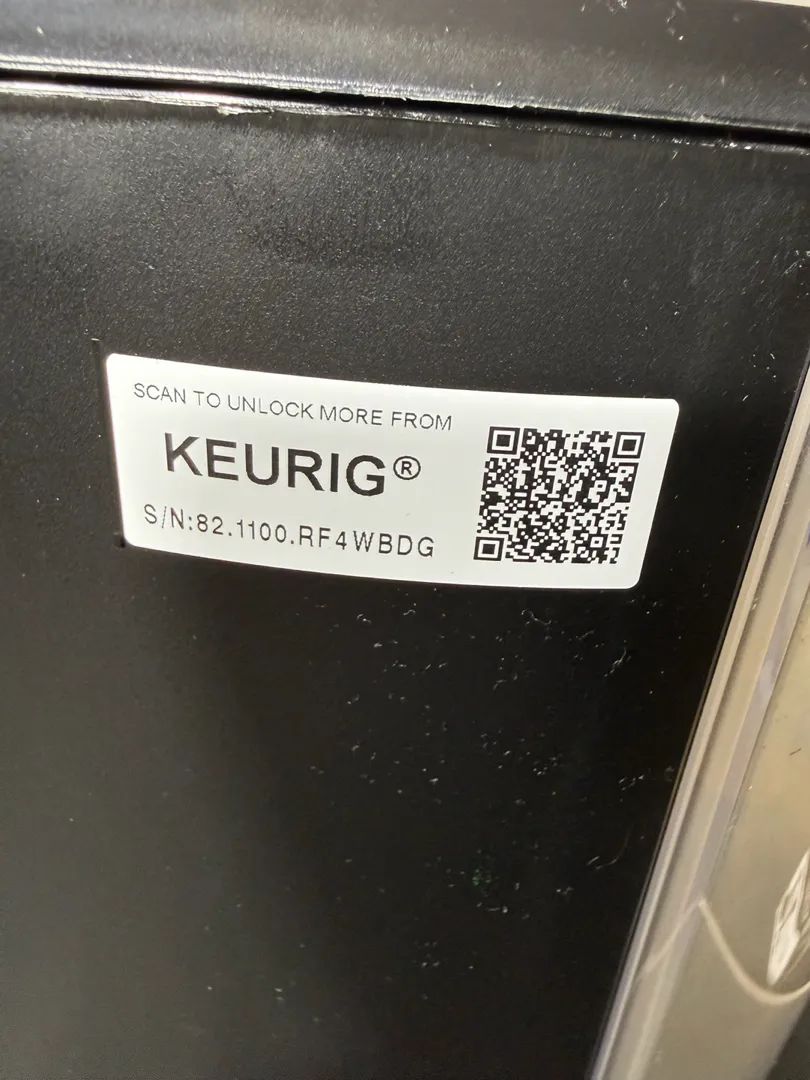 SCAN TO UNLOCK MORE FROM
KEURIG®
S/N:82.1100.RF4WBDG